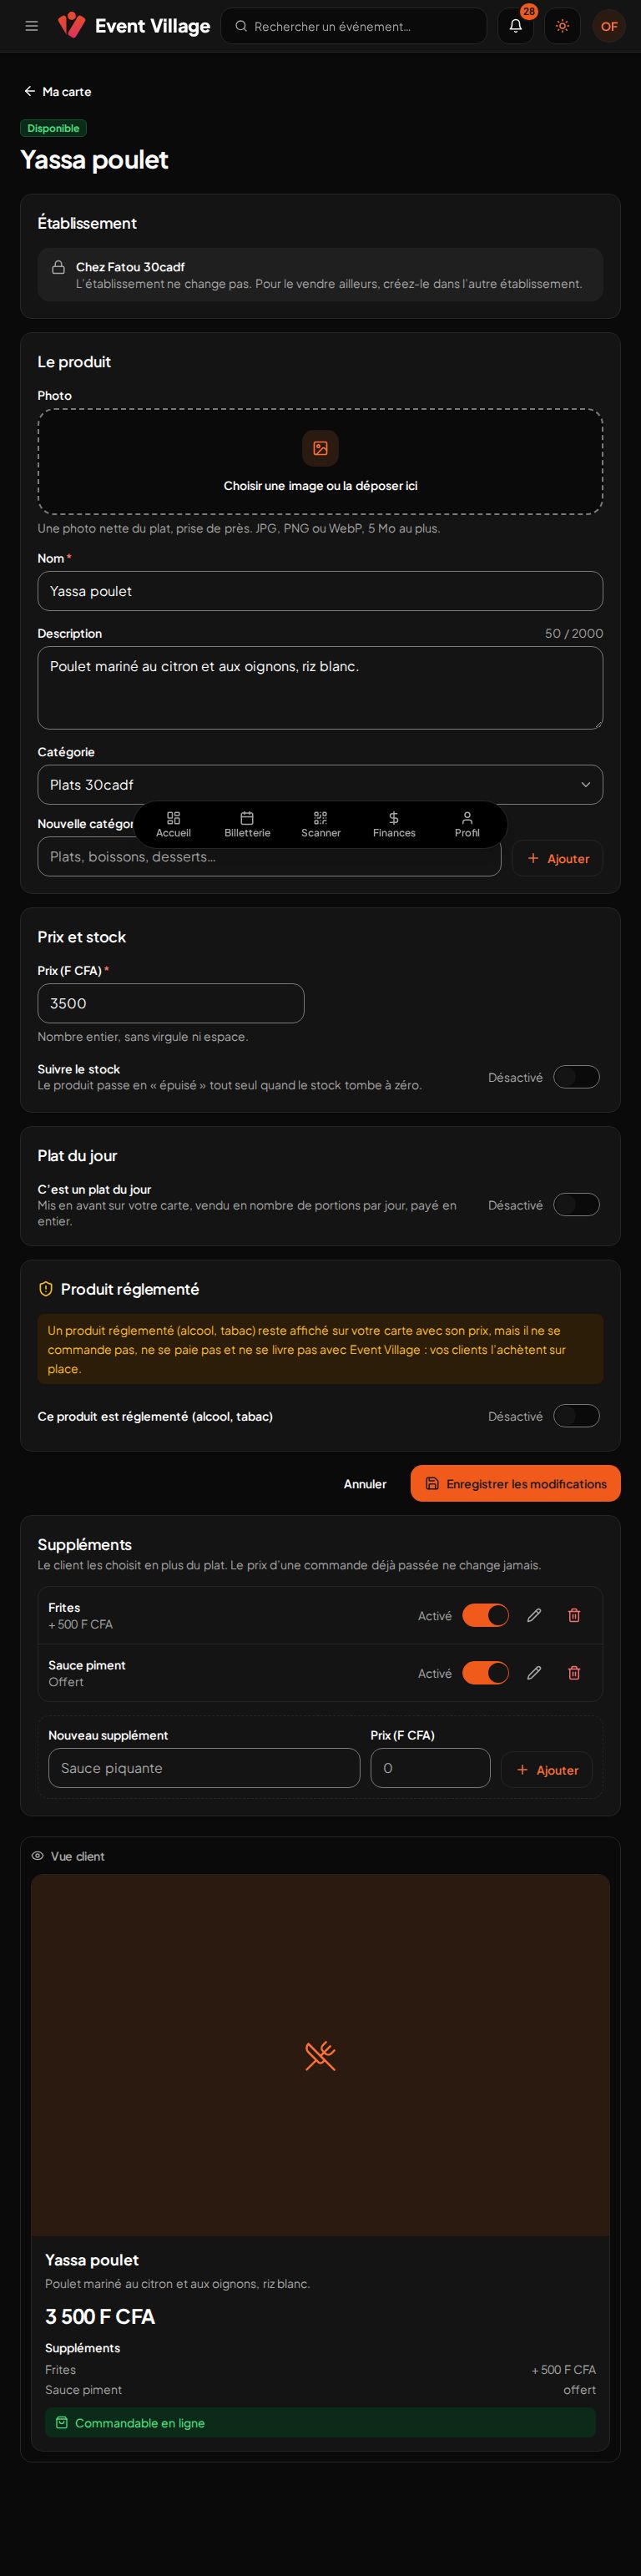 Event Village
Rechercher un événement...
28
OF
Ma carte
Disponible
Yassa poulet
Établissement
Chez Fatou 30cadf
L'établissement ne change pas. Pour le vendre ailleurs, créez-le dans l'autre établissement.
Le produit
Photo
Choisir une image ou la déposer ici
Une photo nette du plat, prise de près. JPG, PNG ou WebP, 5 Mo au plus.
Nom *
Yassa poulet
Description
50 / 2000
Poulet mariné au citron et aux oignons, riz blanc.
Catégorie
Plats 30cadf
Accueil
Billetterie
Scanner
Finances
Profil
Nouvelle
Plats, boissons, desserts...
Ajouter
Prix et stock
Prix (F CFA) *
3500
Nombre entier, sans virgule ni espace.
Suivre le stock
Le produit passe en « épuisé » tout seul quand le stock tombe à zéro.
Désactivé
Plat du jour
C'est un plat du jour
Mis en avant sur votre carte, vendu en nombre de portions par jour, payé en
entier.
Désactivé
Produit réglementé
Un produit réglementé (alcool, tabac) reste affiché sur votre carte avec son prix, mais il ne se
commande pas, ne se paie pas et ne se livre pas avec Event Village : vos clients l'achètent sur
place.
Ce produit est réglementé (alcool, tabac)
Désactivé
Annuler
Enregistrer les modifications
Suppléments
Le client les choisit en plus du plat. Le prix d'une commande déjà passée ne change jamais.
Frites
+ 500 F CFA
Activé
Sauce piment
Offert
Activé
Nouveau supplément
Prix (F CFA)
Sauce piquante
0
Ajouter
Vue client
Yassa poulet
Poulet mariné au citron et aux oignons, riz blanc.
3 500 F CFA
Suppléments
Frites
+ 500 F CFA
Sauce piment
offert
Commandable en ligne